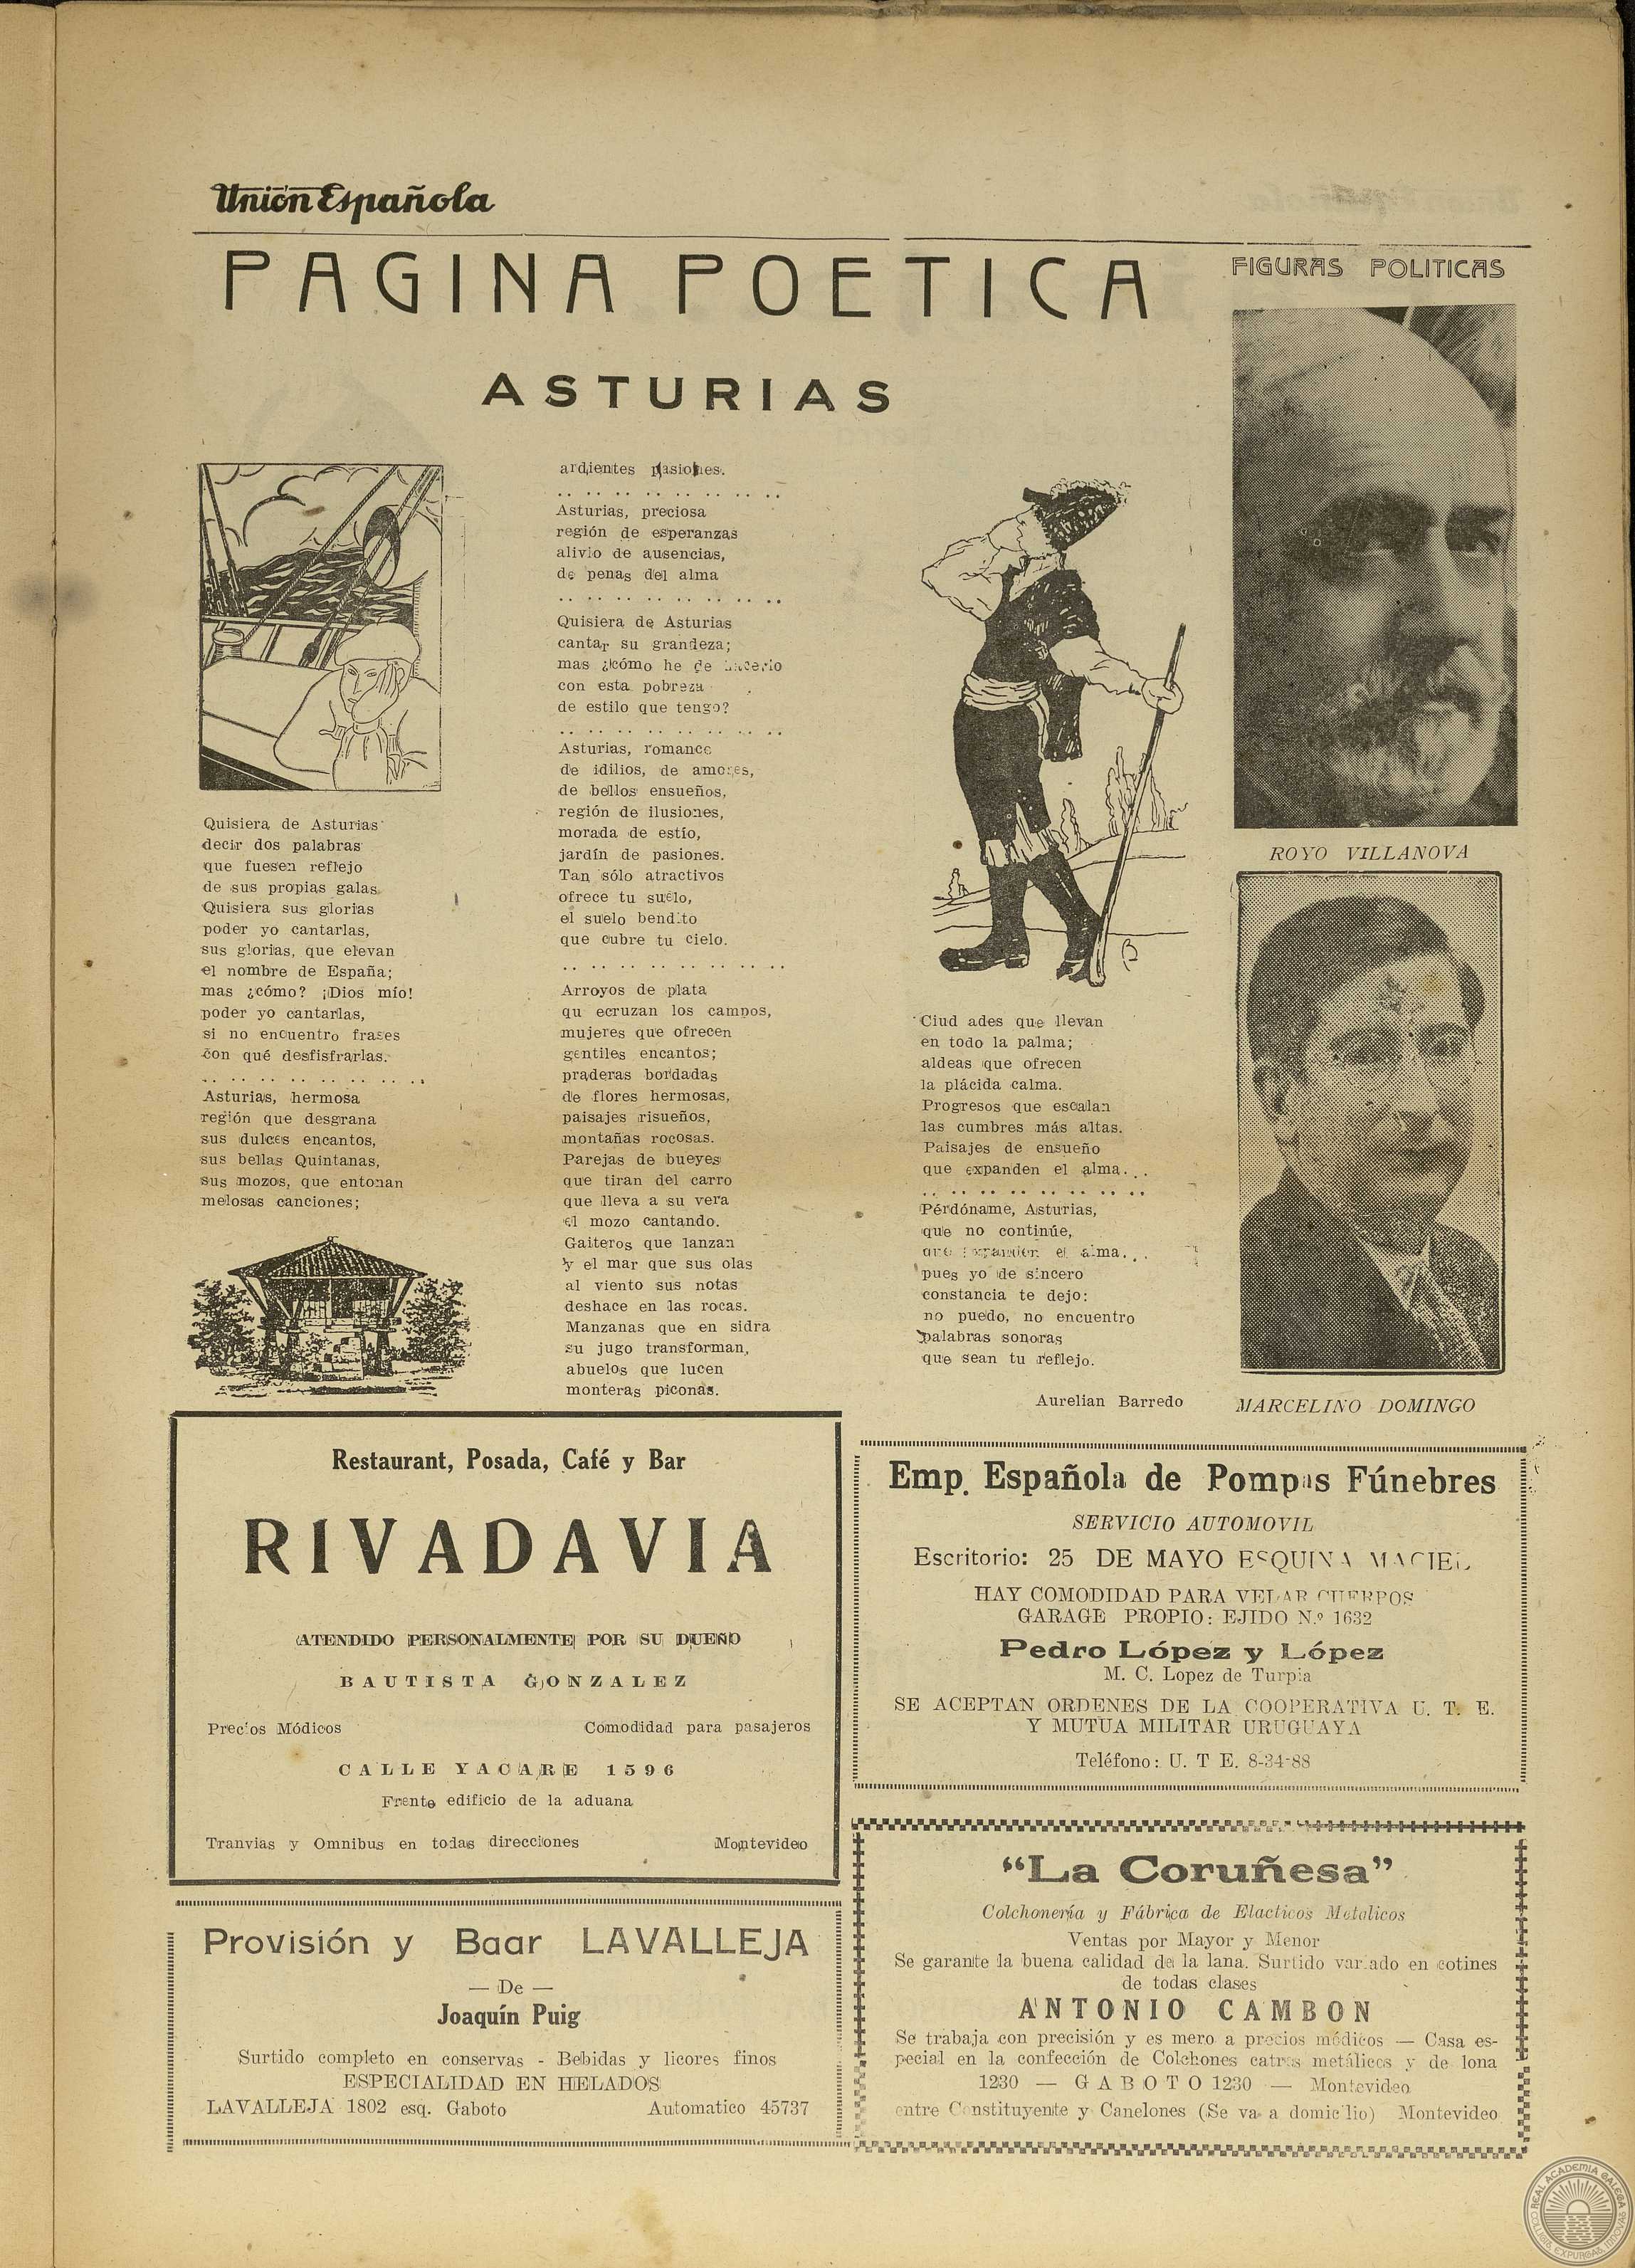 Unión Española
PAGINA POETICA
ASTURIAS
Quisiera de Asturias
decir dos palabras
que fuesen reflejo
de sus propias galas.
Quisiera sus glorias
poder yo cantarlas,
sus glorias, que elevan
el nombre de España;
mas ¿cómo? ¡Dios mío!
poder yo cantarlas,
si no encuentro frases
con qué desfisfrarlas.
.. .. .. .. .. .. .. ..
Asturias, hermosa
región que desgrana
sus dulces encantos,
sus bellas Quintanas,
sus mozos, que entonan
melosas canciones;
ardientes pasiones.
.. .. .. .. .. .. .. ..
Asturias, preciosa
región de esperanzas
alivio de ausencias,
de penas del alma
.. .. .. .. .. .. .. ..
Quisiera de Asturias
cantar su grandeza;
mas ¿cómo he de hacerlo
con esta pobreza
de estilo que tengo?
.. .. .. .. .. .. .. ..
Asturias, romance
de idilios, de amores,
de bellos ensueños,
región de ilusiones,
morada de estío,
jardín de pasiones.
Tan sólo atractivos
ofrece tu suelo,
el suelo bendito
que cubre tu cielo.
.. .. .. .. .. .. .. ..
Arroyos de plata
qu ecruzan los campos,
mujeres que ofrecen
gentiles encantos;
praderas bordadas
de flores hermosas,
paisajes risueños,
montañas rocosas.
Parejas de bueyes
que tiran del carro
que lleva a su vera
el mozo cantando.
Gaiteros que lanzan
y el mar que sus olas
al viento sus notas
deshace en las rocas.
Manzanas que en sidra
su jugo transforman,
abuelos que lucen
monteras piconas.
Ciud ades que llevan
en todo la palma;
aldeas que ofrecen
la plácida calma.
Progresos que escalan
las cumbres más altas.
Paisajes de ensueño
que expanden el alma...
.. .. .. .. .. .. .. ..
Pérdóname, Asturias,
que no continúe,
el alma...
pues yo de sincero
constancia te dejo:
no puedo, no encuentro
palabras sonoras
que sean tu reflejo.
Aurelian Barredo
FIGURAS POLITICAS
ROYO VILLANOVA
MARCELINO DOMINGO
Restaurant, Posada, Café y Bar
RIVADAVIA
ATENDIDO PERSONALMENTE POR SU DUEÑO
BAUTISTA GONZALEZ
Precios Módicos Comodidad para pasajeros
CALLE YACARE 1596
Frente edificio de la aduana
Tranvias y Omnibus en todas direcciones Montevideo
Provisión y Baar LAVALLEJA
— De —
Joaquín Puig
Surtido completo en conservas - Bebidas y licores finos
ESPECIALIDAD EN HELADOS
LAVALLEJA 1802 esq. Gaboto Automatico 45737
Emp. Española de Pompas Fúnebres
SERVICIO AUTOMOVIL
Escritorio: 25 DE MAYO ESQUINA MACIEL
HAY COMODIDAD PARA VELAR CUERPOS
GARAGE PROPIO: EJIDO N.º 1632
Pedro López y López
M. C. Lopez de Turpia
SE ACEPTAN ORDENES DE LA COOPERATIVA U. T. E.
Y MUTUA MILITAR URUGUAYA
Teléfono: U. T E. 8-34-88
“La Coruñesa”
Colchonería y Fábrica de Elacticos Metalicos
Ventas por Mayor y Menor
Se garante la buena calidad de la lana. Surtido variado en cotines
de todas clases
ANTONIO CAMBON
Se trabaja con precisión y es mero a precios módicos — Casa es-
pecial en la confección de Colchones catres metálicos y de lona
1230 — GABOTO 1230 — Montevideo
entre Constituyente y Canelones (Se va a domicilio) Montevideo
REAL ACADEMIA GALEGA